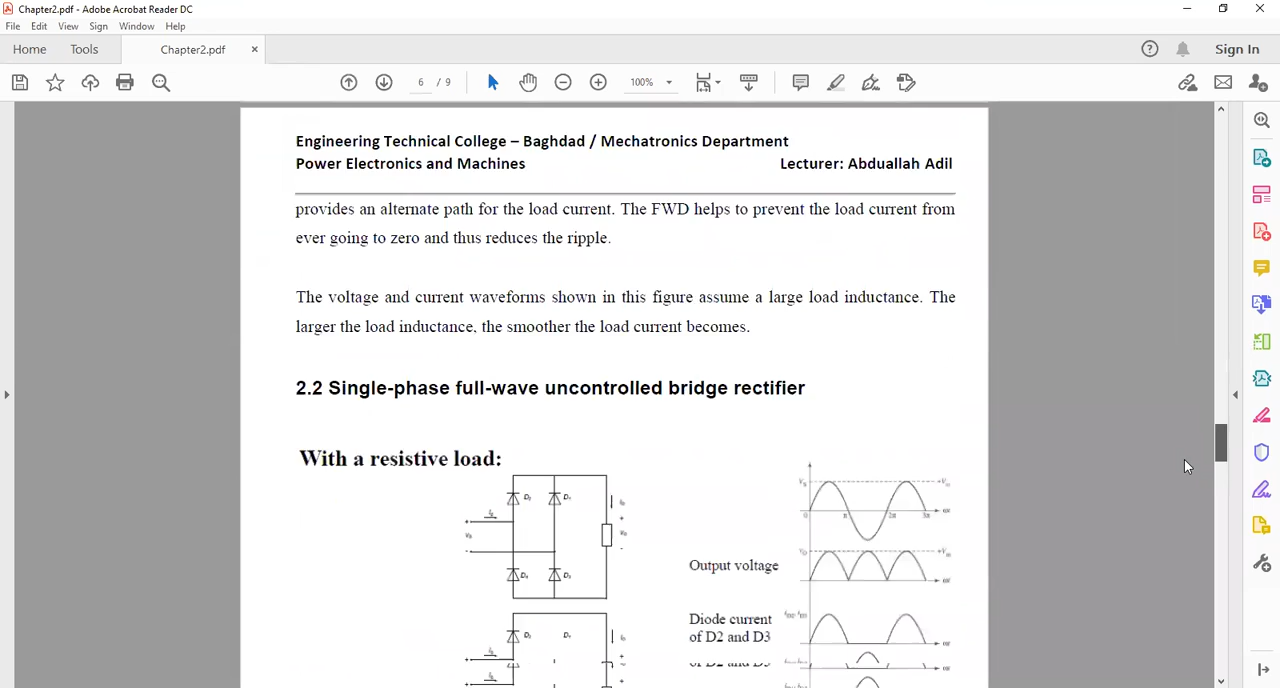 Chapter2.pdf - Adobe Acrobat Reader DC
File Edit View Sign Window Help
Home Tools Chapter2.pdf × Sign In
6 / 9 100%
Engineering Technical College – Baghdad / Mechatronics Department
Power Electronics and Machines Lecturer: Abduallah Adil
provides an alternate path for the load current. The FWD helps to prevent the load current from
ever going to zero and thus reduces the ripple.
The voltage and current waveforms shown in this figure assume a large load inductance. The
larger the load inductance, the smoother the load current becomes.
2.2 Single-phase full-wave uncontrolled bridge rectifier
With a resistive load:
Output voltage
Diode current
of D2 and D3